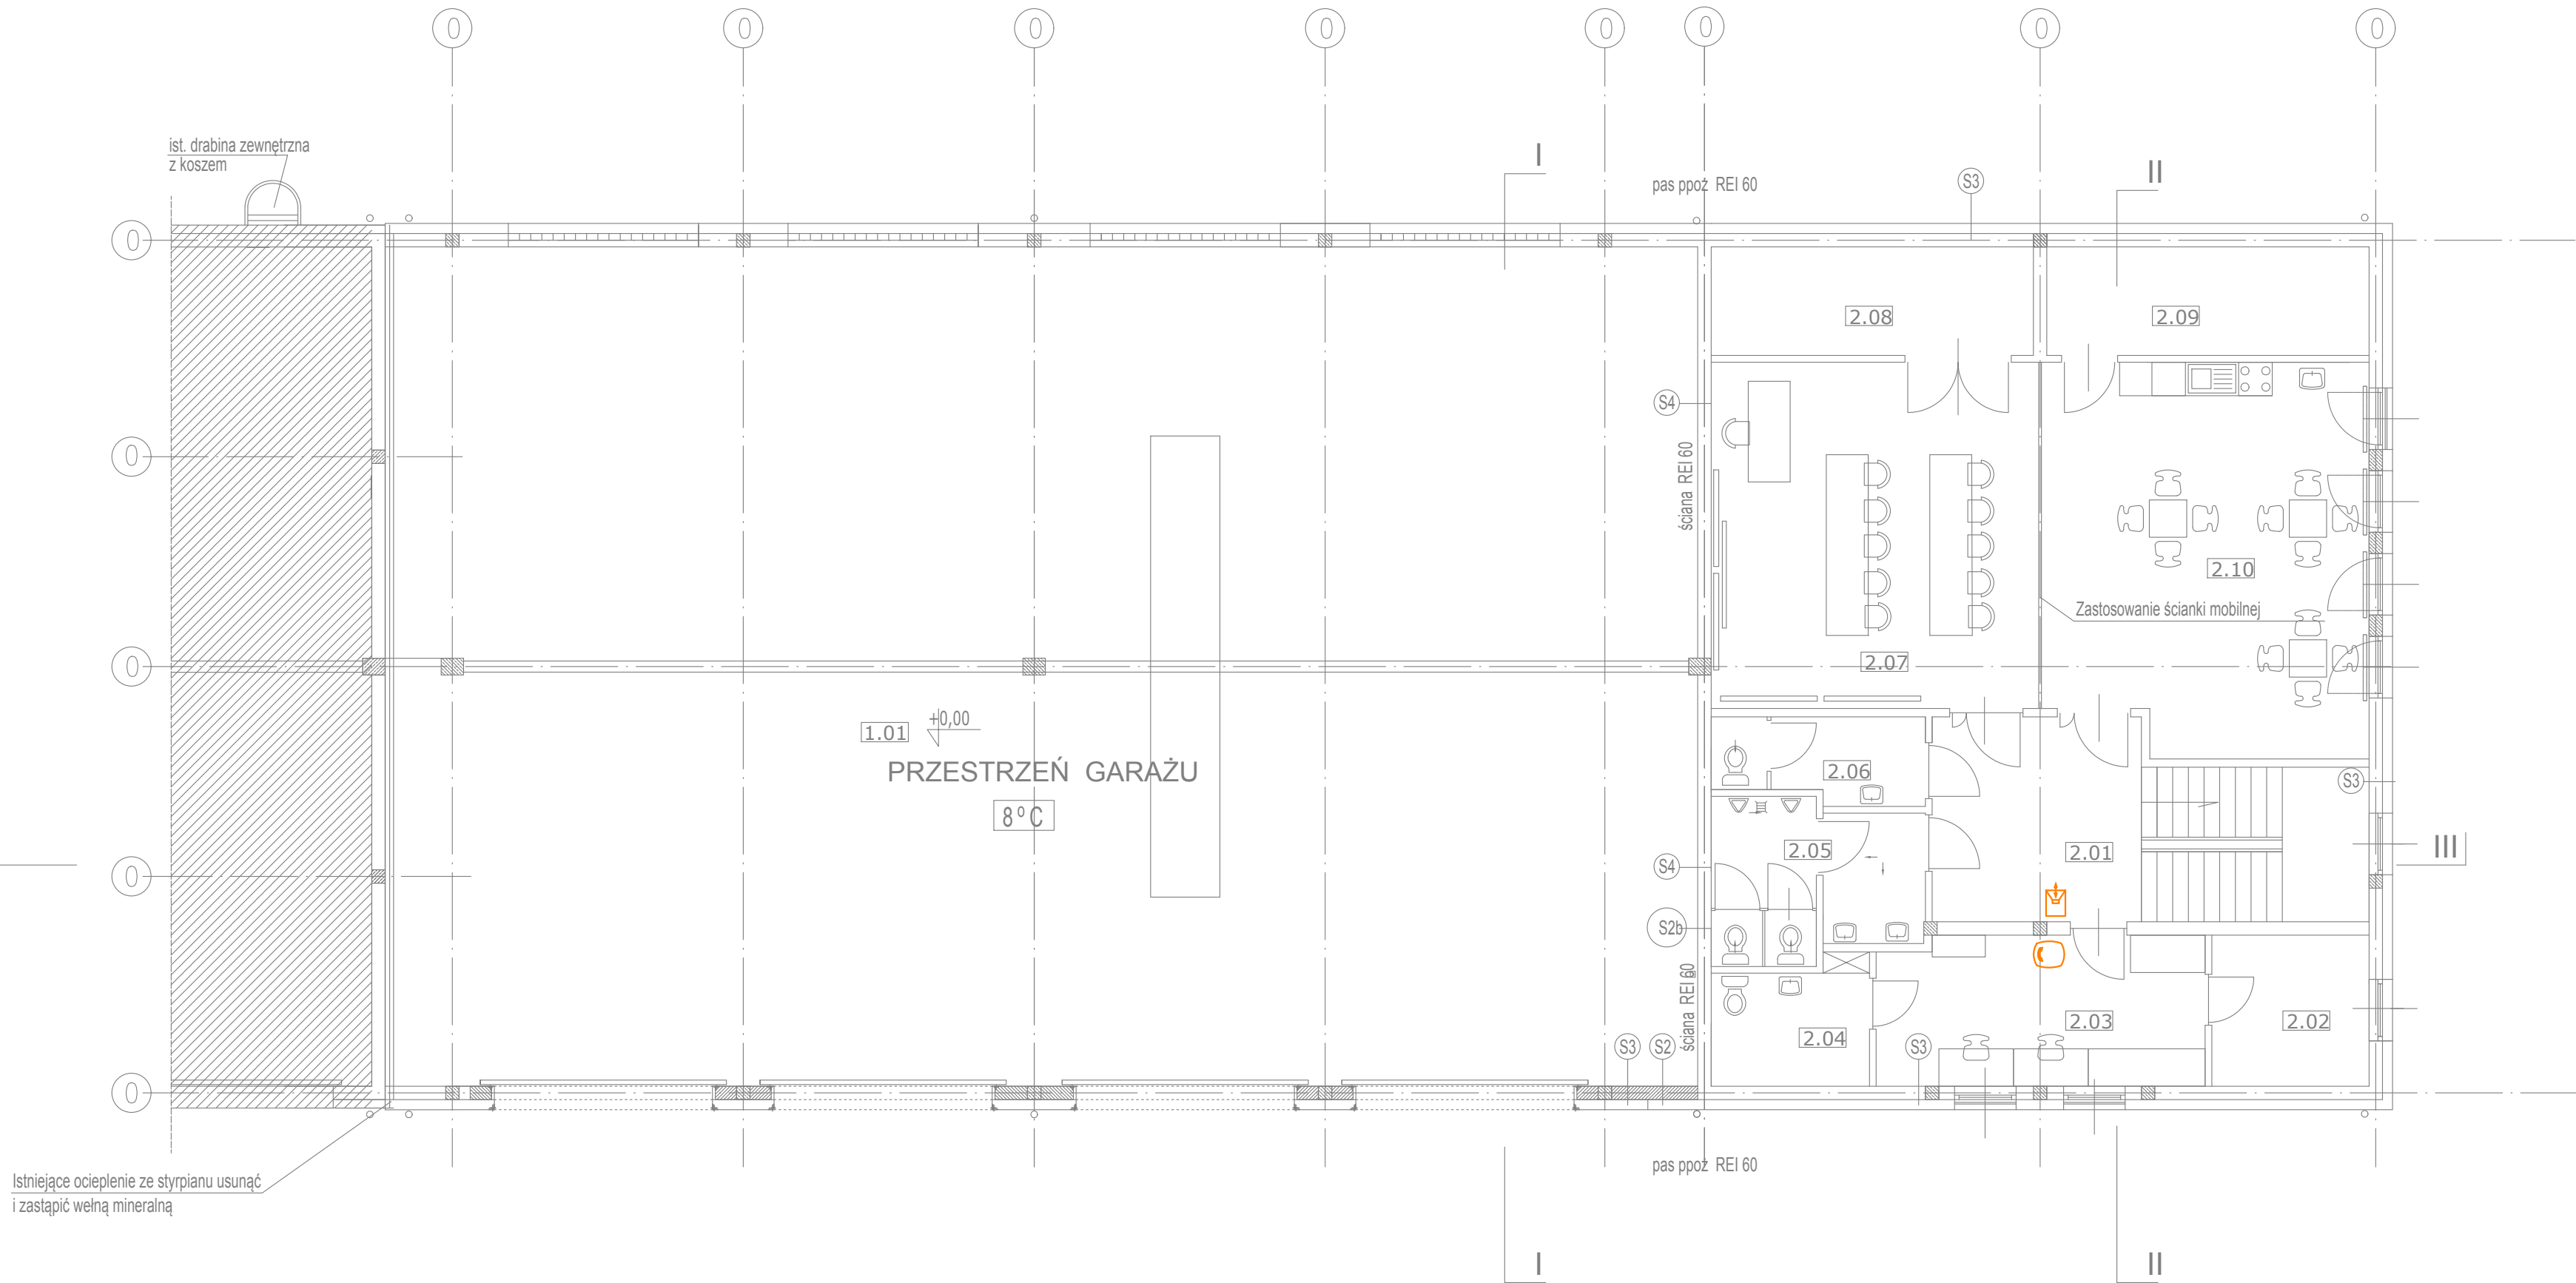 0 0 0 0 0 0 0 0
ist. drabina zewnętrzna
z koszem
I
II
pas ppoż REI 60
S3
0
2.08
2.09
S4
0
ściana REI 60
2.10
Zastosowanie ścianki mobilnej
0
2.07
1.01
+0,00
PRZESTRZEŃ GARAŻU
8°C
2.06
S3
2.05
2.01
III
S4
0
S2b
ściana REI 60
2.04
2.03
2.02
S3
S2
S3
0
pas ppoż REI 60
Istniejące ocieplenie ze styrpianu usunąć
i zastąpić wełną mineralną
I
II